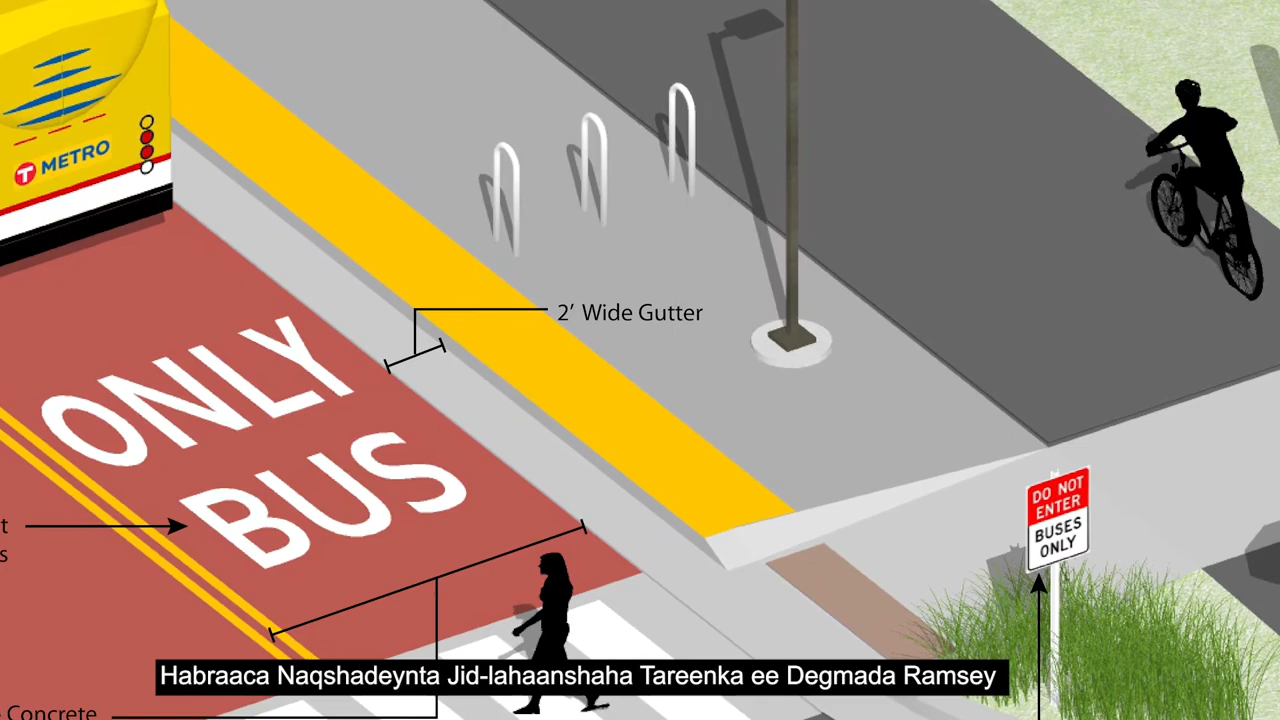 T METRO
2’ Wide Gutter
ONLY
BUS
DO NOT
ENTER
BUSES
ONLY
t
s
Habraaca Naqshadeynta Jid-lahaanshaha Tareenka ee Degmada Ramsey
Concrete